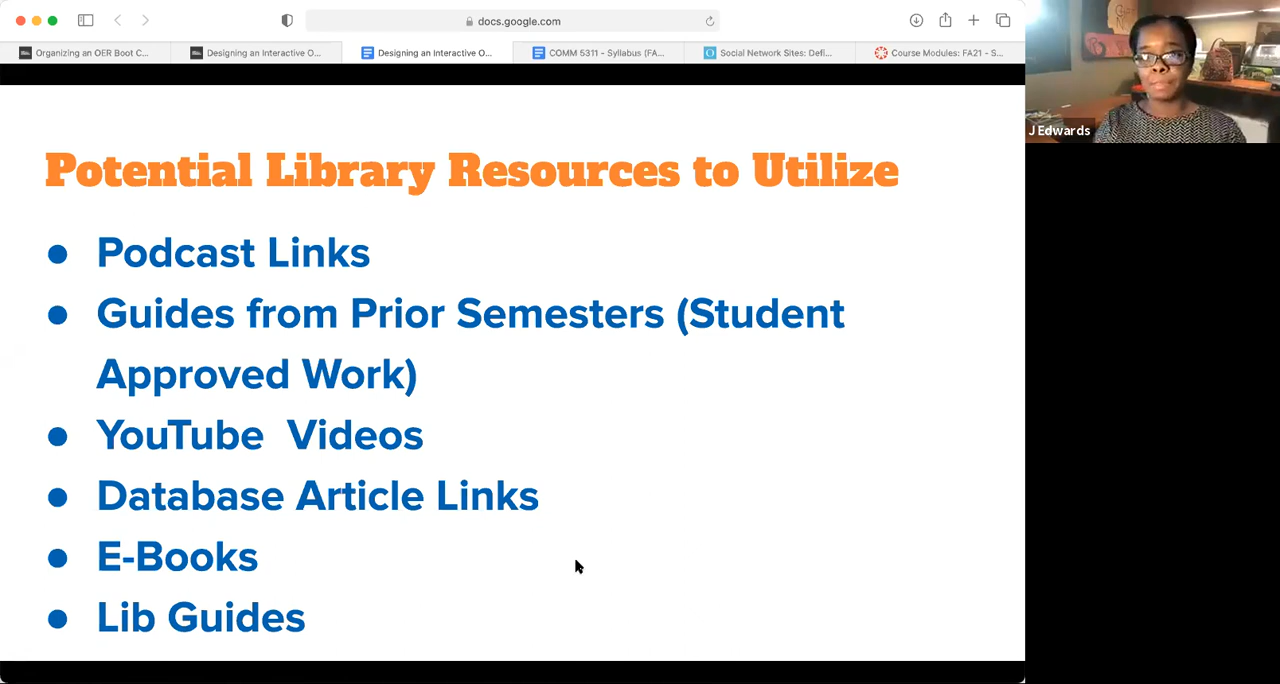 docs.google.com
Organizing an OER Boot C...
Designing an Interactive O...
Designing an Interactive O...
COMM 5311 - Syllabus (FA...
Social Network Sites: Defi...
Course Modules: FA21 - S...
J Edwards
Potential Library Resources to Utilize
● Podcast Links
● Guides from Prior Semesters (Student
Approved Work)
● YouTube  Videos
● Database Article Links
● E-Books
● Lib Guides